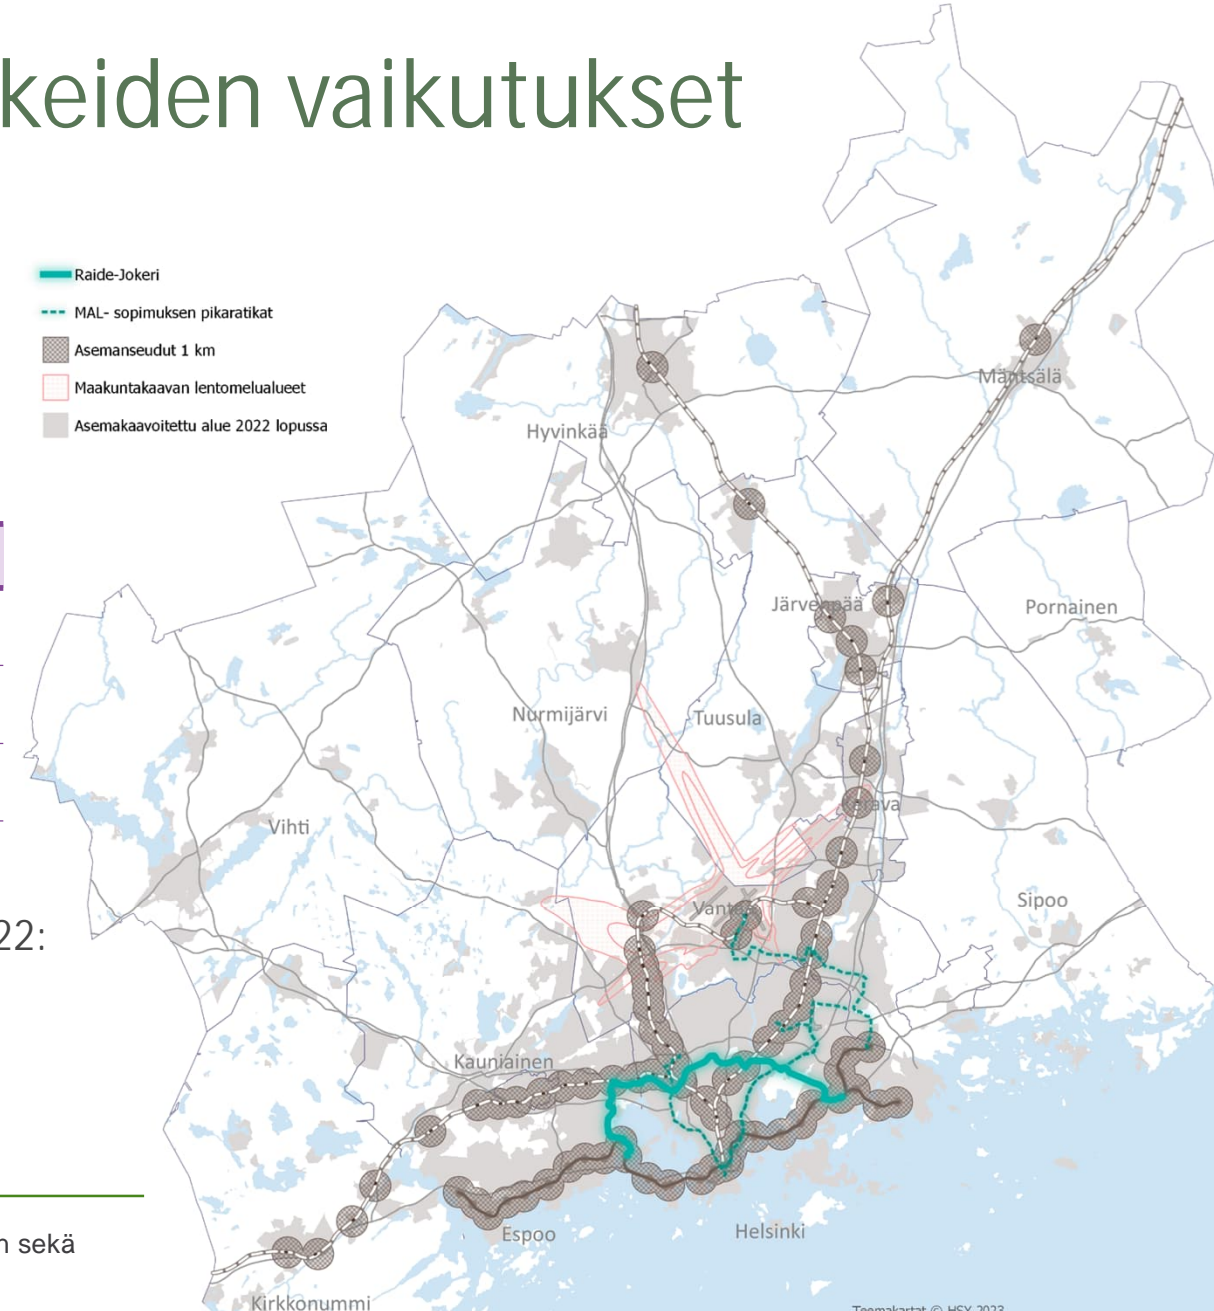 keiden vaikutukset
Raide-Jokeri
MAL- sopimuksen pikaratikat
Asemanseudut 1 km
Maakuntakaavan lentomelualueet
Asemakaavoitettu alue 2022 lopussa
Mäntsälä
Hyvinkää
Järvenpää
Pornainen
Nurmijärvi
Tuusula
Kerava
Vihti
Sipoo
Vantaa
22:
Kauniainen
Espoo
Helsinki
n sekä
Kirkkonummi
Teemakartat © HSY 2023